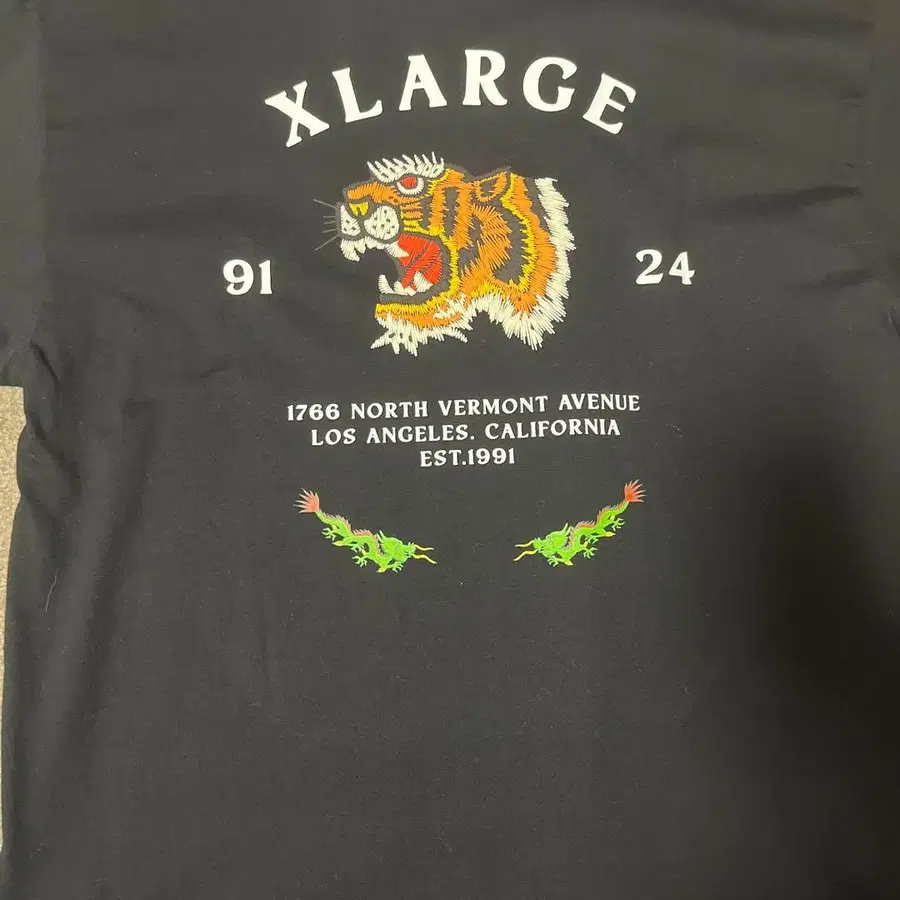 XLARGE
91 24
1766 NORTH VERMONT AVENUE
LOS ANGELES. CALIFORNIA
EST.1991